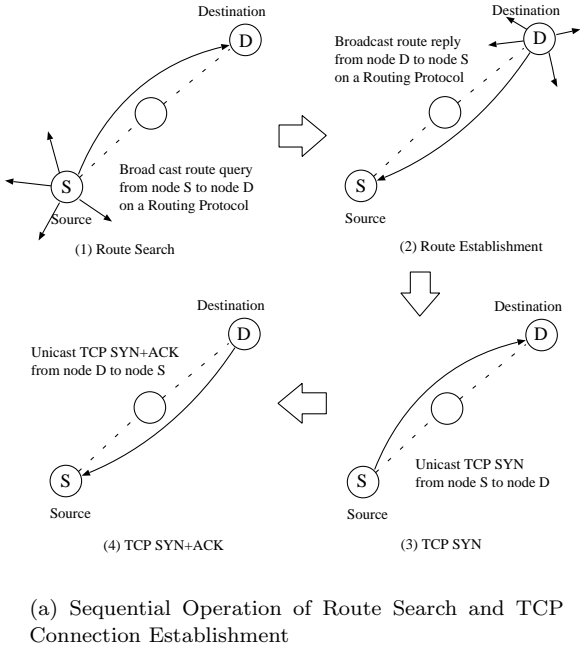 Destination
D
S
Source
Broad cast route query
from node S to node D
on a Routing Protocol
(1) Route Search
Destination
D
Broadcast route reply
from node D to node S
on a Routing Protocol
S
Source
(2) Route Establishment
Destination
D
S
Source
Unicast TCP SYN
from node S to node D
(3) TCP SYN
Destination
D
Unicast TCP SYN+ACK
from node D to node S
S
Source
(4) TCP SYN+ACK
(a) Sequential Operation of Route Search and TCP
Connection Establishment